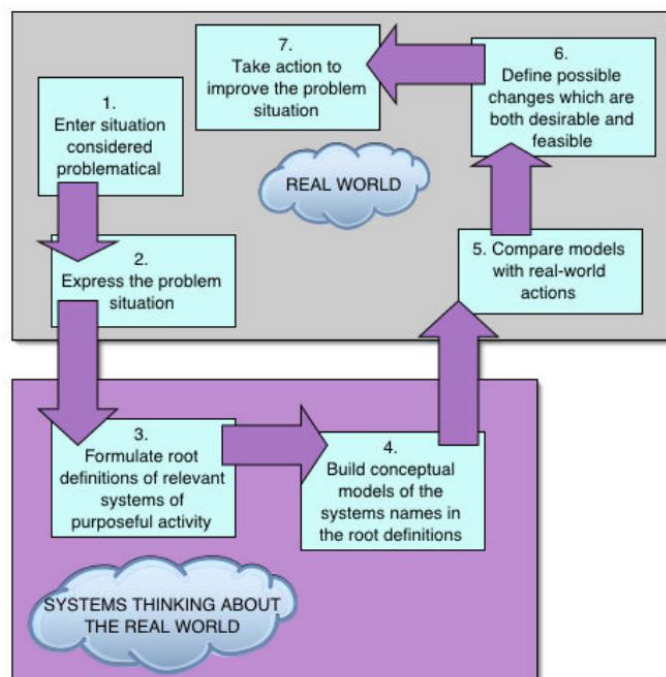 1.
Enter situation
considered
problematical
2.
Express the problem
situation
3.
Formulate root
definitions of relevant
systems of
purposeful activity
4.
Build conceptual
models of the
systems names in
the root definitions
5. Compare models
with real-world
actions
6.
Define possible
changes which are
both desirable and
feasible
7.
Take action to
improve the problem
situation
REAL WORLD
SYSTEMS THINKING ABOUT
THE REAL WORLD